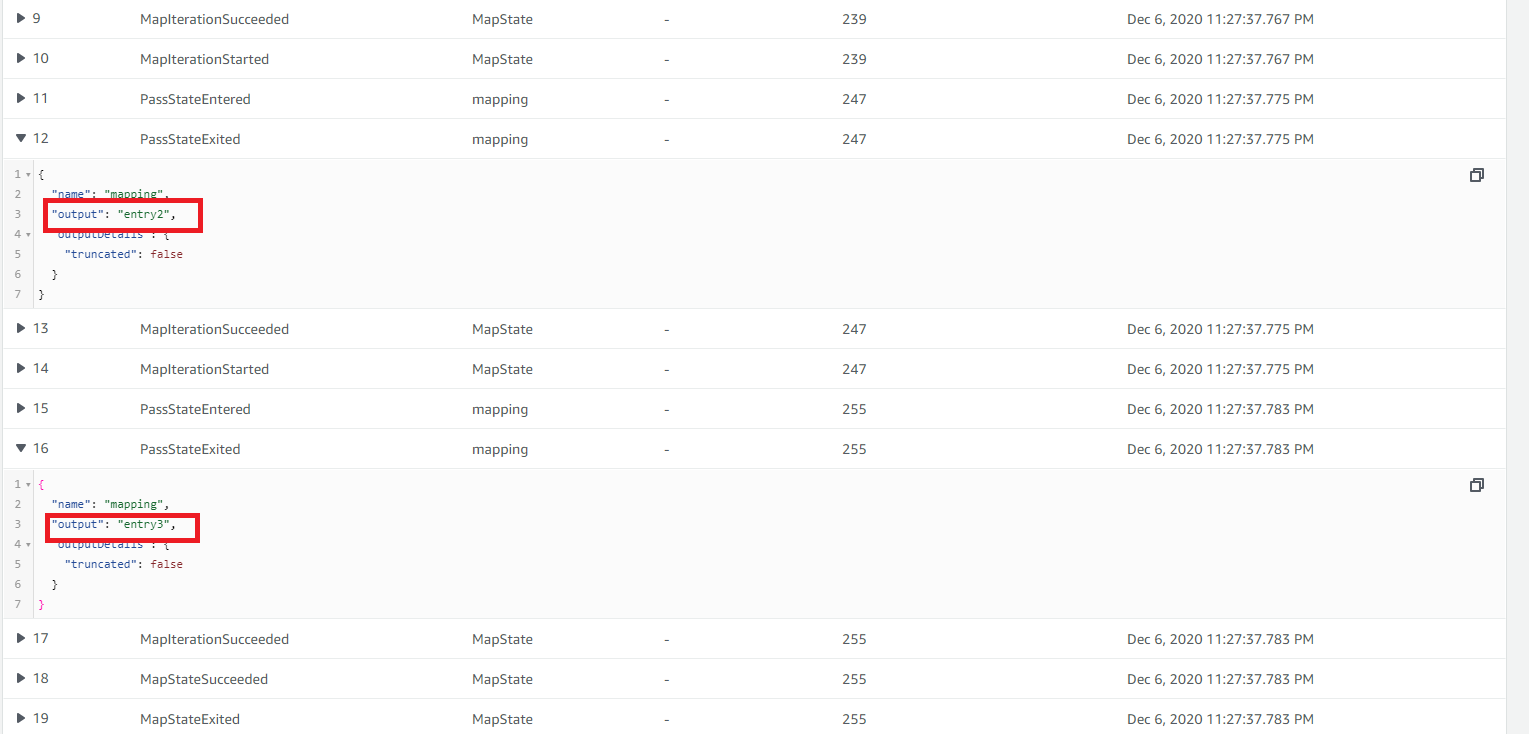 9 MapIterationSucceeded MapState - 239 Dec 6, 2020 11:27:37.767 PM
10 MapIterationStarted MapState - 239 Dec 6, 2020 11:27:37.767 PM
11 PassStateEntered mapping - 247 Dec 6, 2020 11:27:37.775 PM
12 PassStateExited mapping - 247 Dec 6, 2020 11:27:37.775 PM
1 {
2 "name": "mapping",
3 "output": "entry2",
4 "outputDetails": {
5 "truncated": false
6 }
7 }
13 MapIterationSucceeded MapState - 247 Dec 6, 2020 11:27:37.775 PM
14 MapIterationStarted MapState - 247 Dec 6, 2020 11:27:37.775 PM
15 PassStateEntered mapping - 255 Dec 6, 2020 11:27:37.783 PM
16 PassStateExited mapping - 255 Dec 6, 2020 11:27:37.783 PM
1 {
2 "name": "mapping",
3 "output": "entry3",
4 "outputDetails": {
5 "truncated": false
6 }
7 }
17 MapIterationSucceeded MapState - 255 Dec 6, 2020 11:27:37.783 PM
18 MapStateSucceeded MapState - 255 Dec 6, 2020 11:27:37.783 PM
19 MapStateExited MapState - 255 Dec 6, 2020 11:27:37.783 PM